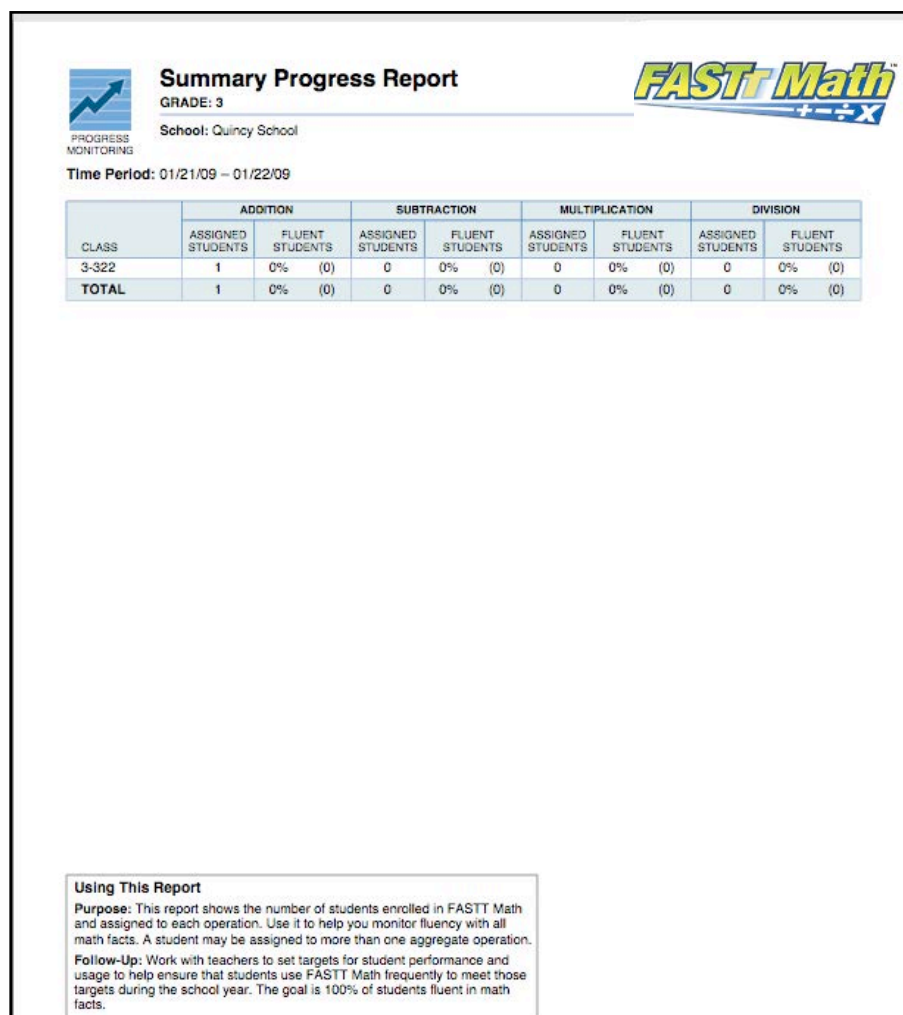 Summary Progress Report
FASTT Math
GRADE: 3
+-÷x
School: Quincy School
PROGRESS
MONITORING
Time Period: 01/21/09 – 01/22/09
ADDITION SUBTRACTION MULTIPLICATION DIVISION
CLASS ASSIGNED STUDENTS FLUENT STUDENTS ASSIGNED STUDENTS FLUENT STUDENTS ASSIGNED STUDENTS FLUENT STUDENTS ASSIGNED STUDENTS FLUENT STUDENTS
3-322 1 0% (0) 0 0% (0) 0 0% (0) 0 0% (0)
TOTAL 1 0% (0) 0 0% (0) 0 0% (0) 0 0% (0)
Using This Report
Purpose: This report shows the number of students enrolled in FASTT Math
and assigned to each operation. Use it to help you monitor fluency with all
math facts. A student may be assigned to more than one aggregate operation.
Follow-Up: Work with teachers to set targets for student performance and
usage to help ensure that students use FASTT Math frequently to meet those
targets during the school year. The goal is 100% of students fluent in math
facts.